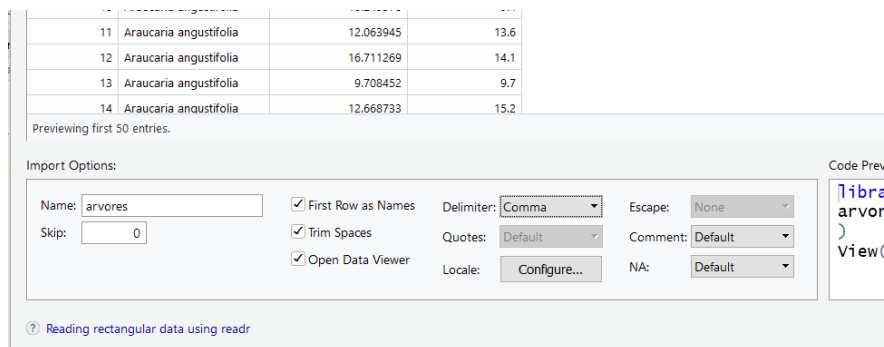 11 Araucaria angustifolia 12.063945 13.6
12 Araucaria angustifolia 16.711269 14.1
13 Araucaria angustifolia 9.708452 9.7
14 Araucaria angustifolia 12.668733 15.2
Previewing first 50 entries.
Import Options:
Code Prev
Name: arvores
First Row as Names
Delimiter: Comma
Escape: None
Skip: 0
Trim Spaces
Quotes: Default
Comment: Default
Open Data Viewer
Locale: Configure...
NA: Default
libra
arvor
)
View(
? Reading rectangular data using readr